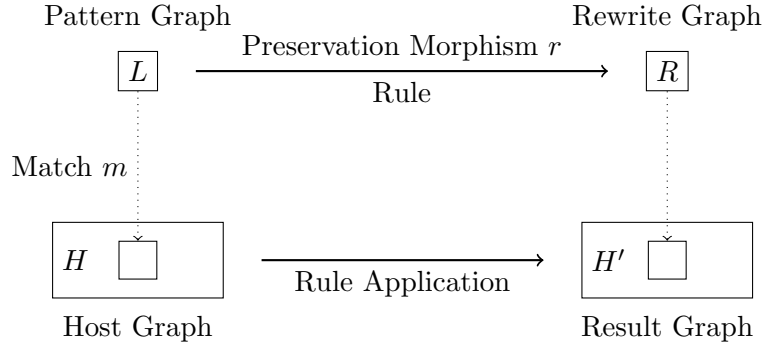 Pattern Graph
Rewrite Graph
L
Preservation Morphism r
R
Rule
Match m
H
H′
Rule Application
Host Graph
Result Graph